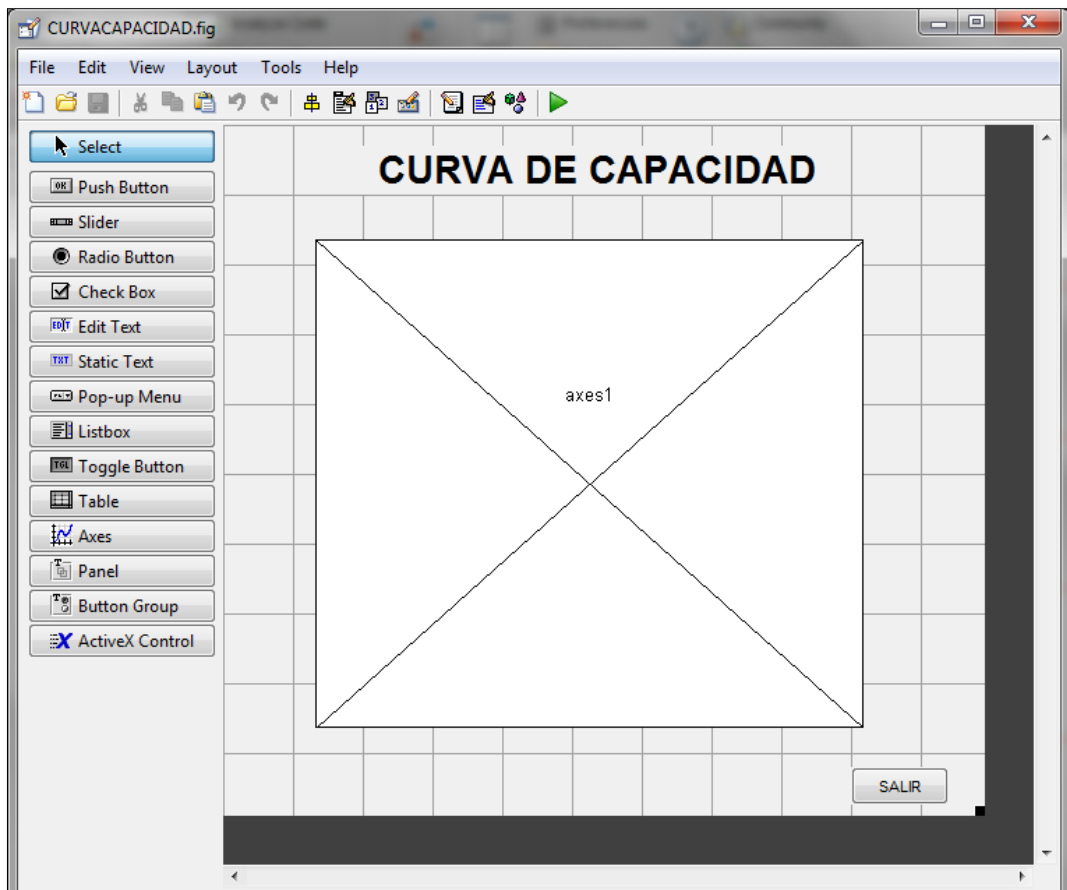 CURVACAPACIDAD.fig
File Edit View Layout Tools Help
Select
Push Button
Slider
Radio Button
Check Box
Edit Text
Static Text
Pop-up Menu
Listbox
Toggle Button
Table
Axes
Panel
Button Group
ActiveX Control
CURVA DE CAPACIDAD
axes1
SALIR